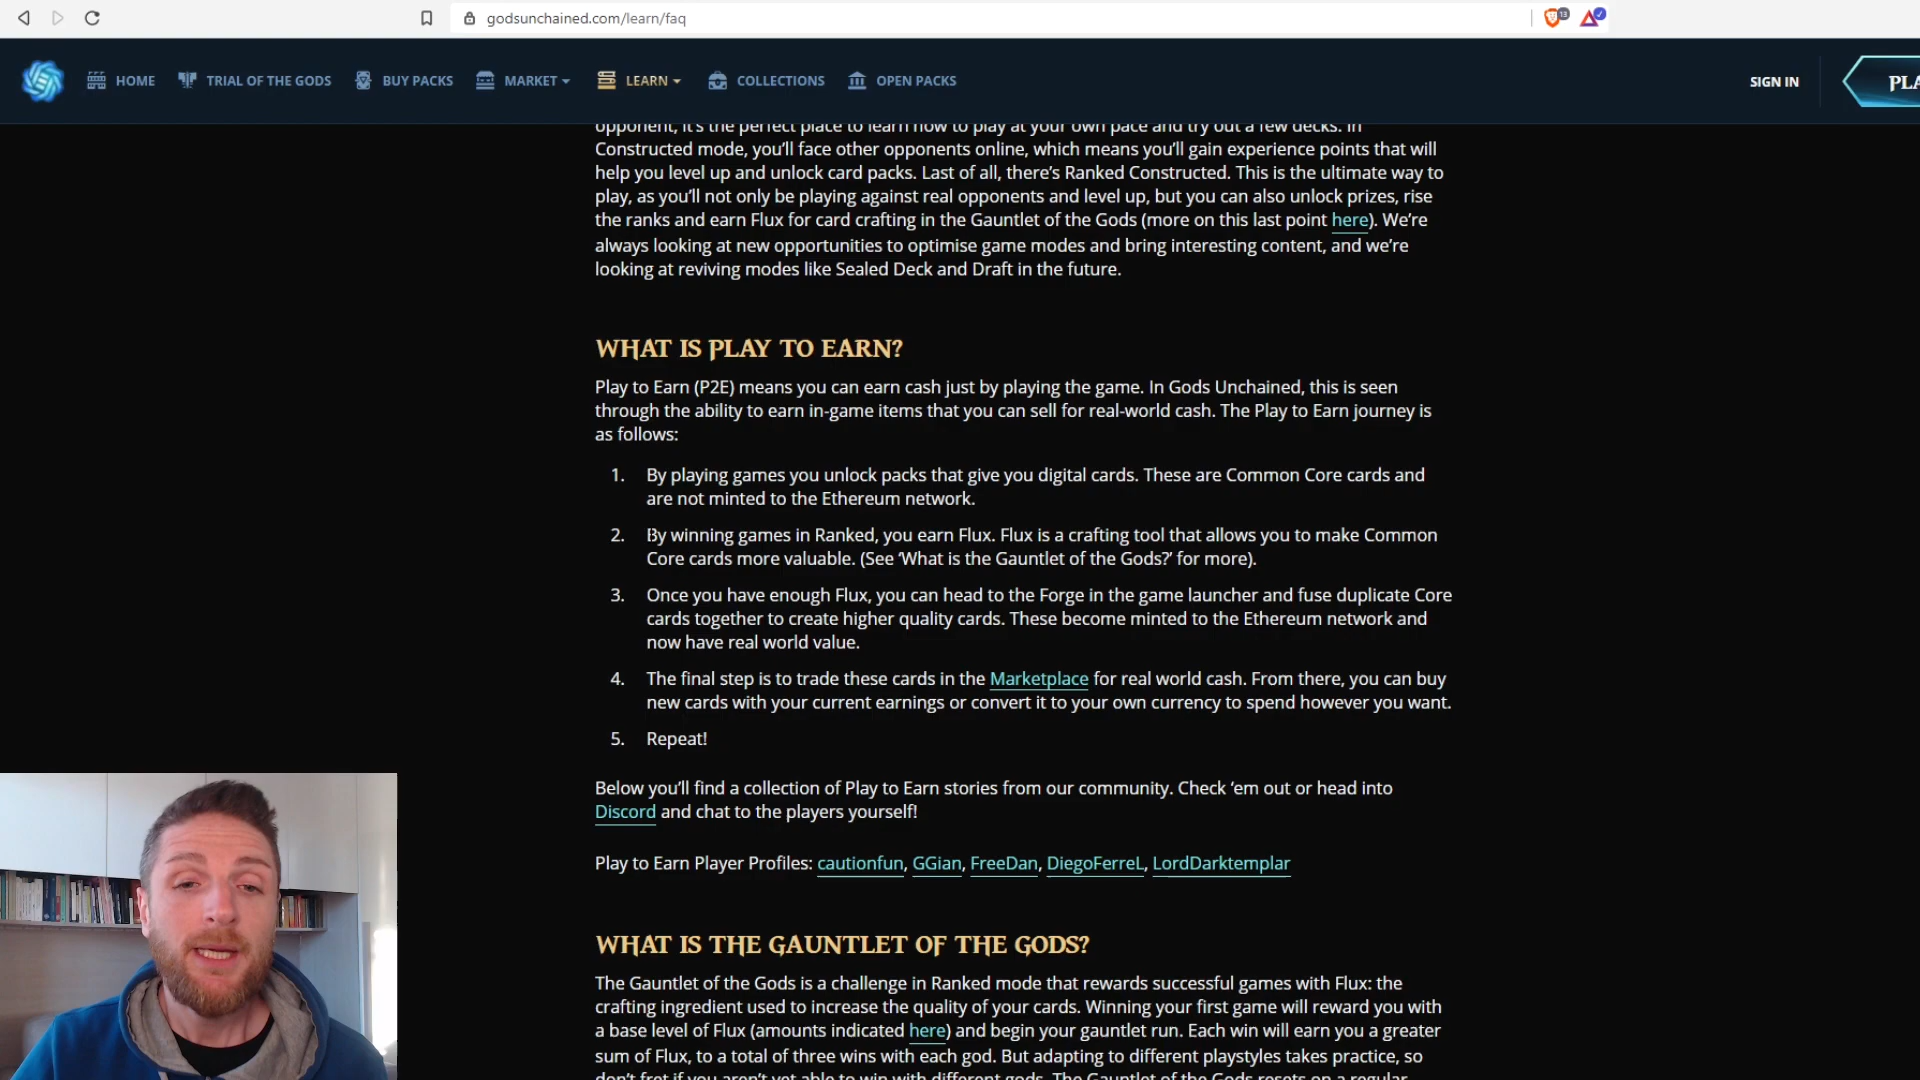 godsunchained.com/learn/faq
13
HOME
TRIAL OF THE GODS
BUY PACKS
MARKET
LEARN
COLLECTIONS
OPEN PACKS
SIGN IN
PLA
opponent, it's the perfect place to learn how to play at your own pace and try out a few decks. In
Constructed mode, you'll face other opponents online, which means you'll gain experience points that will
help you level up and unlock card packs. Last of all, there's Ranked Constructed. This is the ultimate way to
play, as you'll not only be playing against real opponents and level up, but you can also unlock prizes, rise
the ranks and earn Flux for card crafting in the Gauntlet of the Gods (more on this last point here). We're
always looking at new opportunities to optimise game modes and bring interesting content, and we're
looking at reviving modes like Sealed Deck and Draft in the future.
WHAT IS PLAY TO EARN?
Play to Earn (P2E) means you can earn cash just by playing the game. In Gods Unchained, this is seen
through the ability to earn in-game items that you can sell for real-world cash. The Play to Earn journey is
as follows:
1. By playing games you unlock packs that give you digital cards. These are Common Core cards and
are not minted to the Ethereum network.
2. By winning games in Ranked, you earn Flux. Flux is a crafting tool that allows you to make Common
Core cards more valuable. (See 'What is the Gauntlet of the Gods?' for more).
3. Once you have enough Flux, you can head to the Forge in the game launcher and fuse duplicate Core
cards together to create higher quality cards. These become minted to the Ethereum network and
now have real world value.
4. The final step is to trade these cards in the Marketplace for real world cash. From there, you can buy
new cards with your current earnings or convert it to your own currency to spend however you want.
5. Repeat!
Below you'll find a collection of Play to Earn stories from our community. Check 'em out or head into
Discord and chat to the players yourself!
Play to Earn Player Profiles: cautionfun, GGian, FreeDan, DiegoFerreL, LordDarktemplar
WHAT IS THE GAUNTLET OF THE GODS?
The Gauntlet of the Gods is a challenge in Ranked mode that rewards successful games with Flux: the
crafting ingredient used to increase the quality of your cards. Winning your first game will reward you with
a base level of Flux (amounts indicated here) and begin your gauntlet run. Each win will earn you a greater
sum of Flux, to a total of three wins with each god. But adapting to different playstyles takes practice, so
don't fret if you aren't yet able to win with different gods. The Gauntlet of the Gods resets on a regular